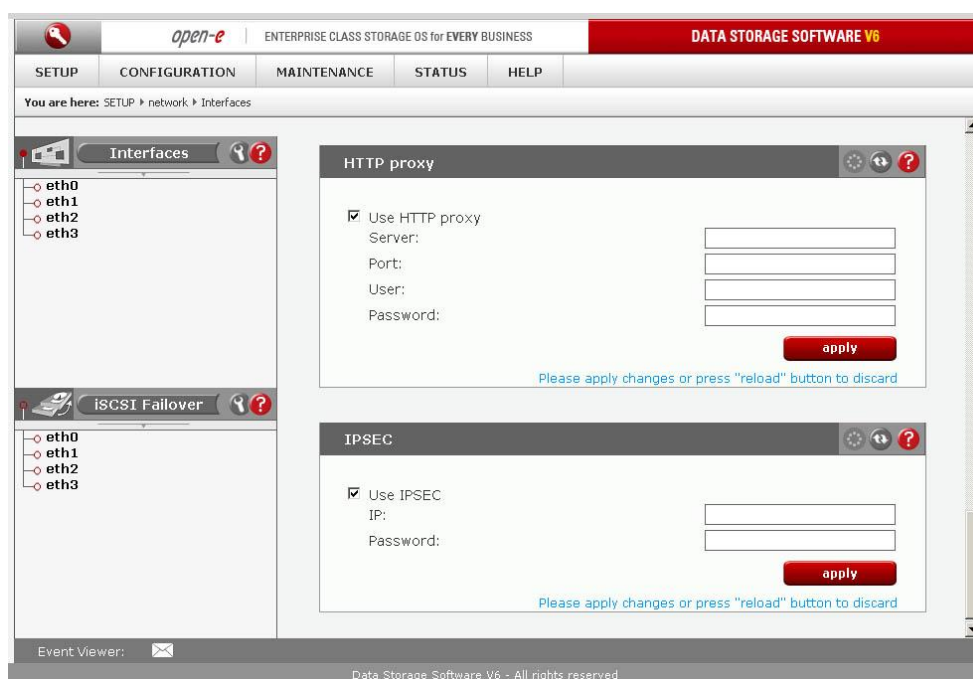 open-e ENTERPRISE CLASS STORAGE OS for EVERY BUSINESS DATA STORAGE SOFTWARE V6
SETUP CONFIGURATION MAINTENANCE STATUS HELP
You are here: SETUP network Interfaces
Interfaces
eth0
eth1
eth2
eth3
iSCSI Failover
eth0
eth1
eth2
eth3
HTTP proxy
Use HTTP proxy
Server:
Port:
User:
Password:
apply
Please apply changes or press "reload" button to discard
IPSEC
Use IPSEC
IP:
Password:
apply
Please apply changes or press "reload" button to discard
Event Viewer:
Data Storage Software V6 - All rights reserved